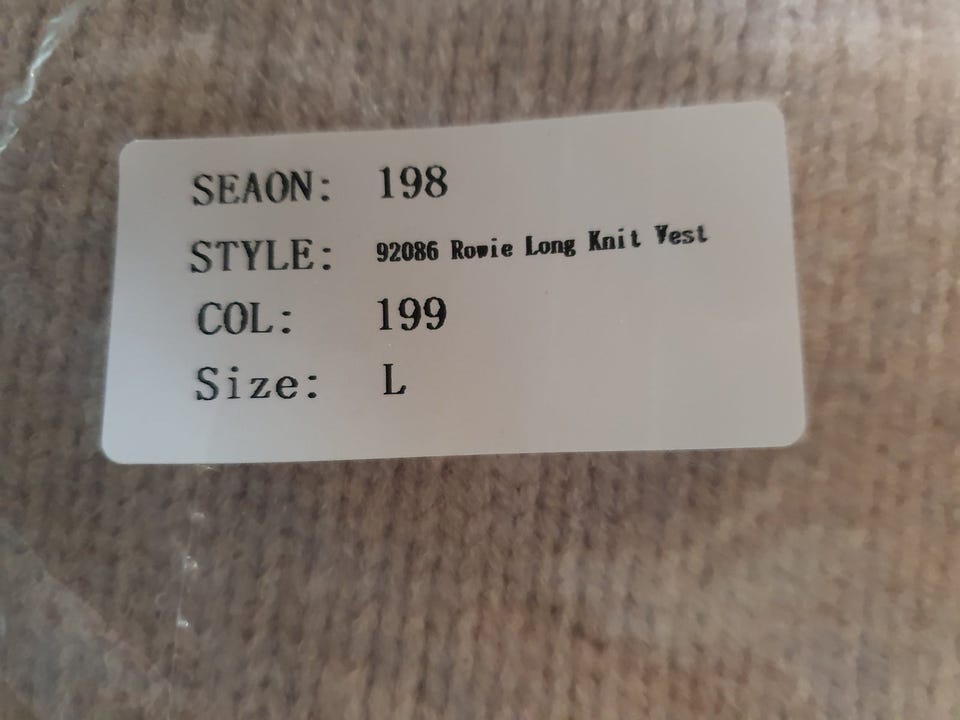 SEAON: 198
STYLE: 92086 Rowie Long Knit Vest
COL: 199
Size: L